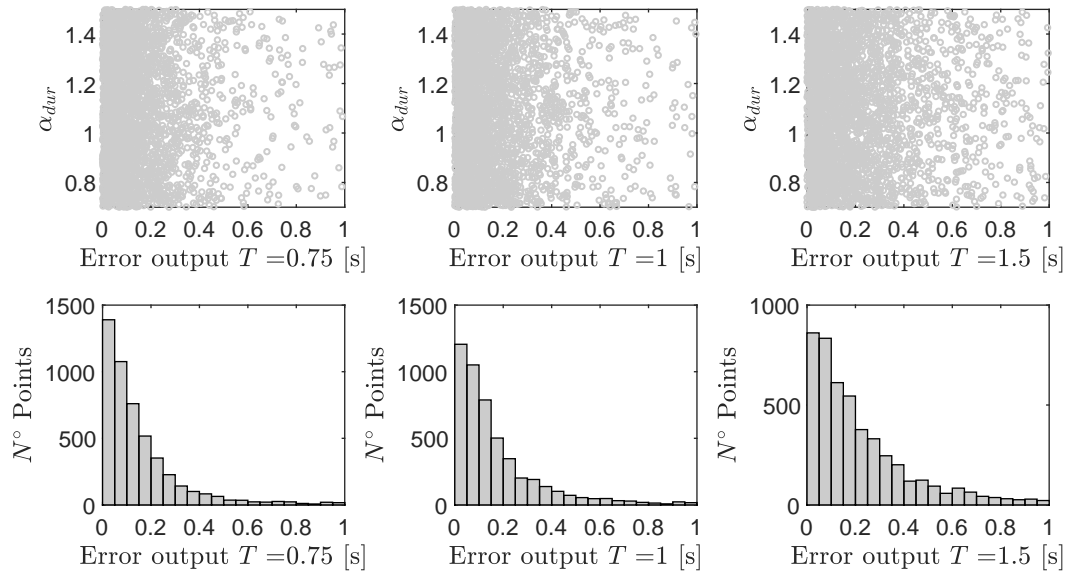 1.4 1.4 1.4
1.2 1.2 1.2
α_dur α_dur α_dur
1 1 1
0.8 0.8 0.8
0 0.2 0.4 0.6 0.8 1 0 0.2 0.4 0.6 0.8 1 0 0.2 0.4 0.6 0.8 1
Error output T =0.75 [s] Error output T =1 [s] Error output T =1.5 [s]
1500 1500 1000
1000 1000
N° Points N° Points N° Points
500 500 500
0 0 0
0 0.2 0.4 0.6 0.8 1 0 0.2 0.4 0.6 0.8 1 0 0.2 0.4 0.6 0.8 1
Error output T =0.75 [s] Error output T =1 [s] Error output T =1.5 [s]